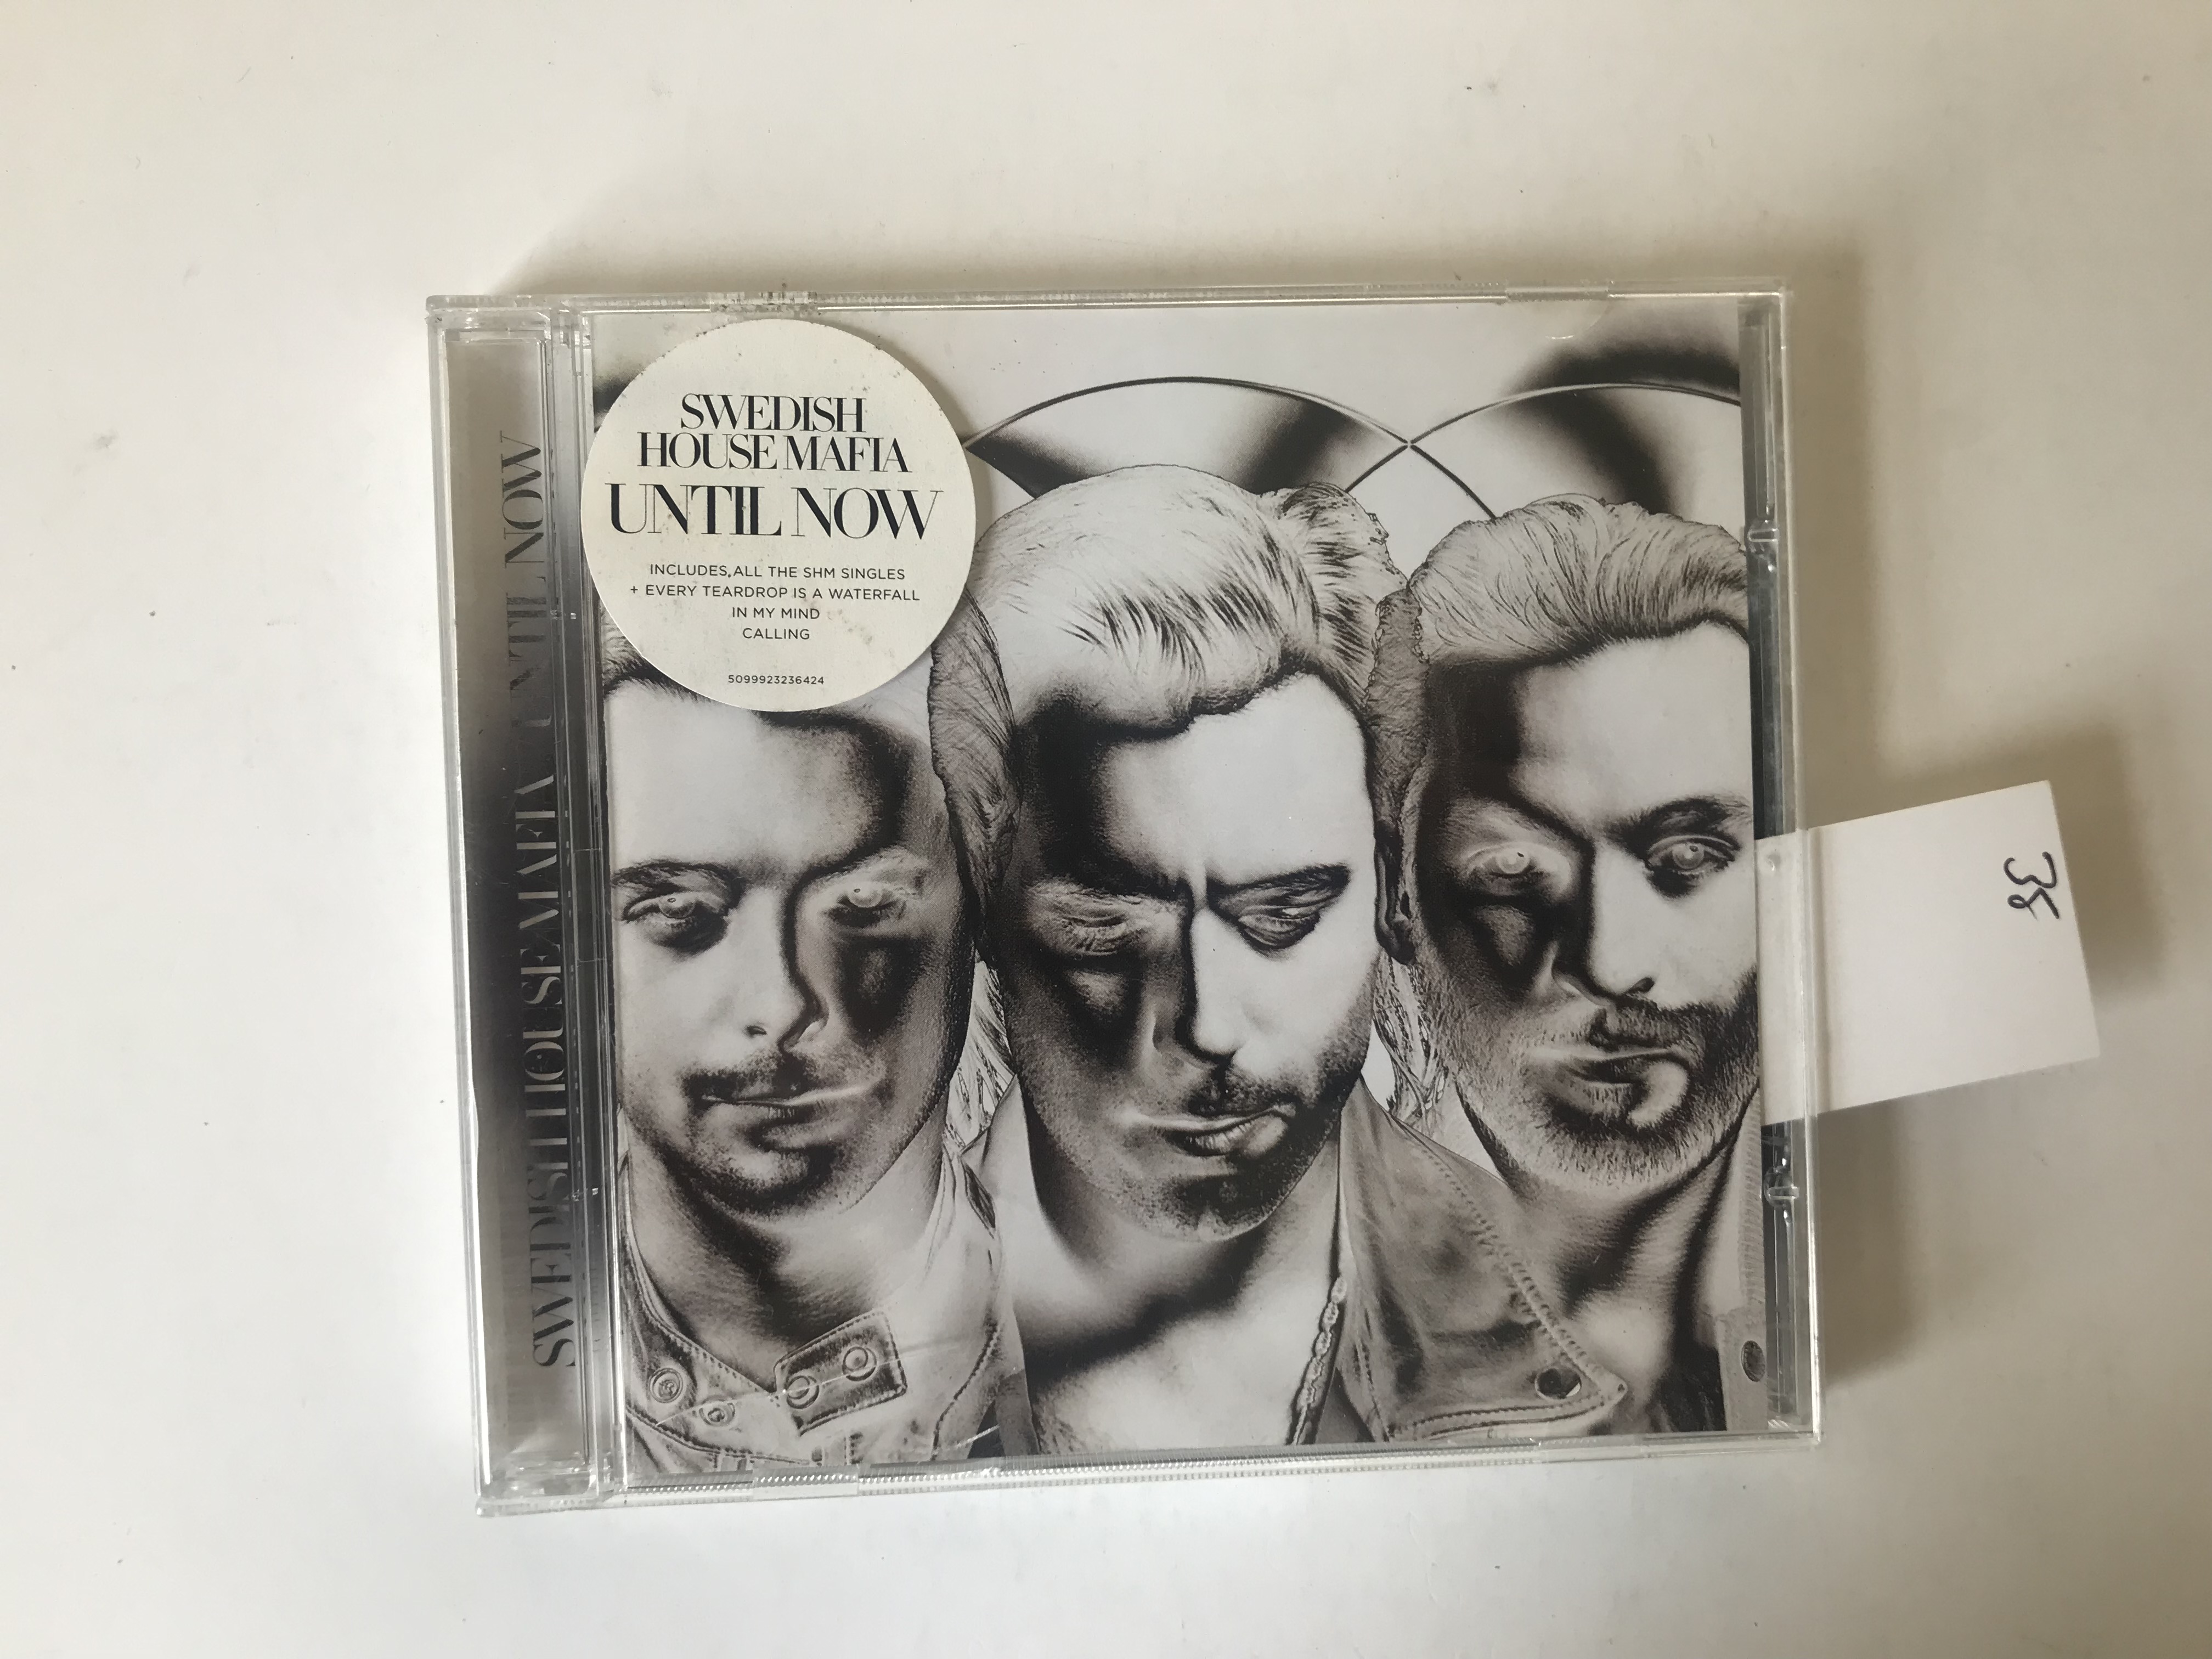 SWEDISH
HOUSE MAFIA
UNTIL NOW
INCLUDES ALL THE SHM SINGLES
+ EVERY TEARDROP IS A WATERFALL
IN MY MIND
CALLING
5099923236424
SWEDISH HOUSE MAFIA UNTIL NOW